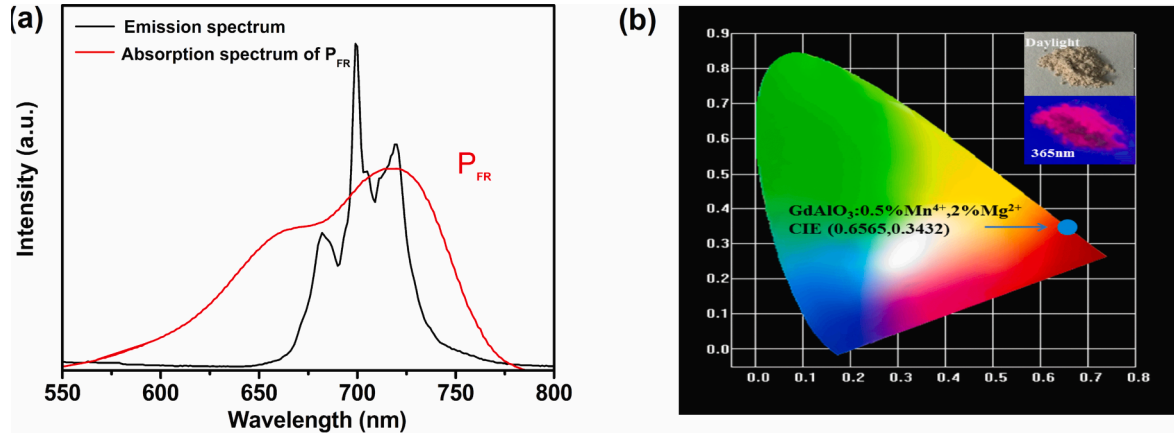 (a)
Emission spectrum
Absorption spectrum of P_FR
P_FR
Intensity (a.u.)
550 600 650 700 750 800
Wavelength (nm)
(b)
0.9
0.8
0.7
0.6
0.5
0.4
0.3
0.2
0.1
0.0
Daylight
365nm
GdAlO₃:0.5%Mn⁴⁺,2%Mg²⁺
CIE (0.6565,0.3432)
0.0 0.1 0.2 0.3 0.4 0.5 0.6 0.7 0.8